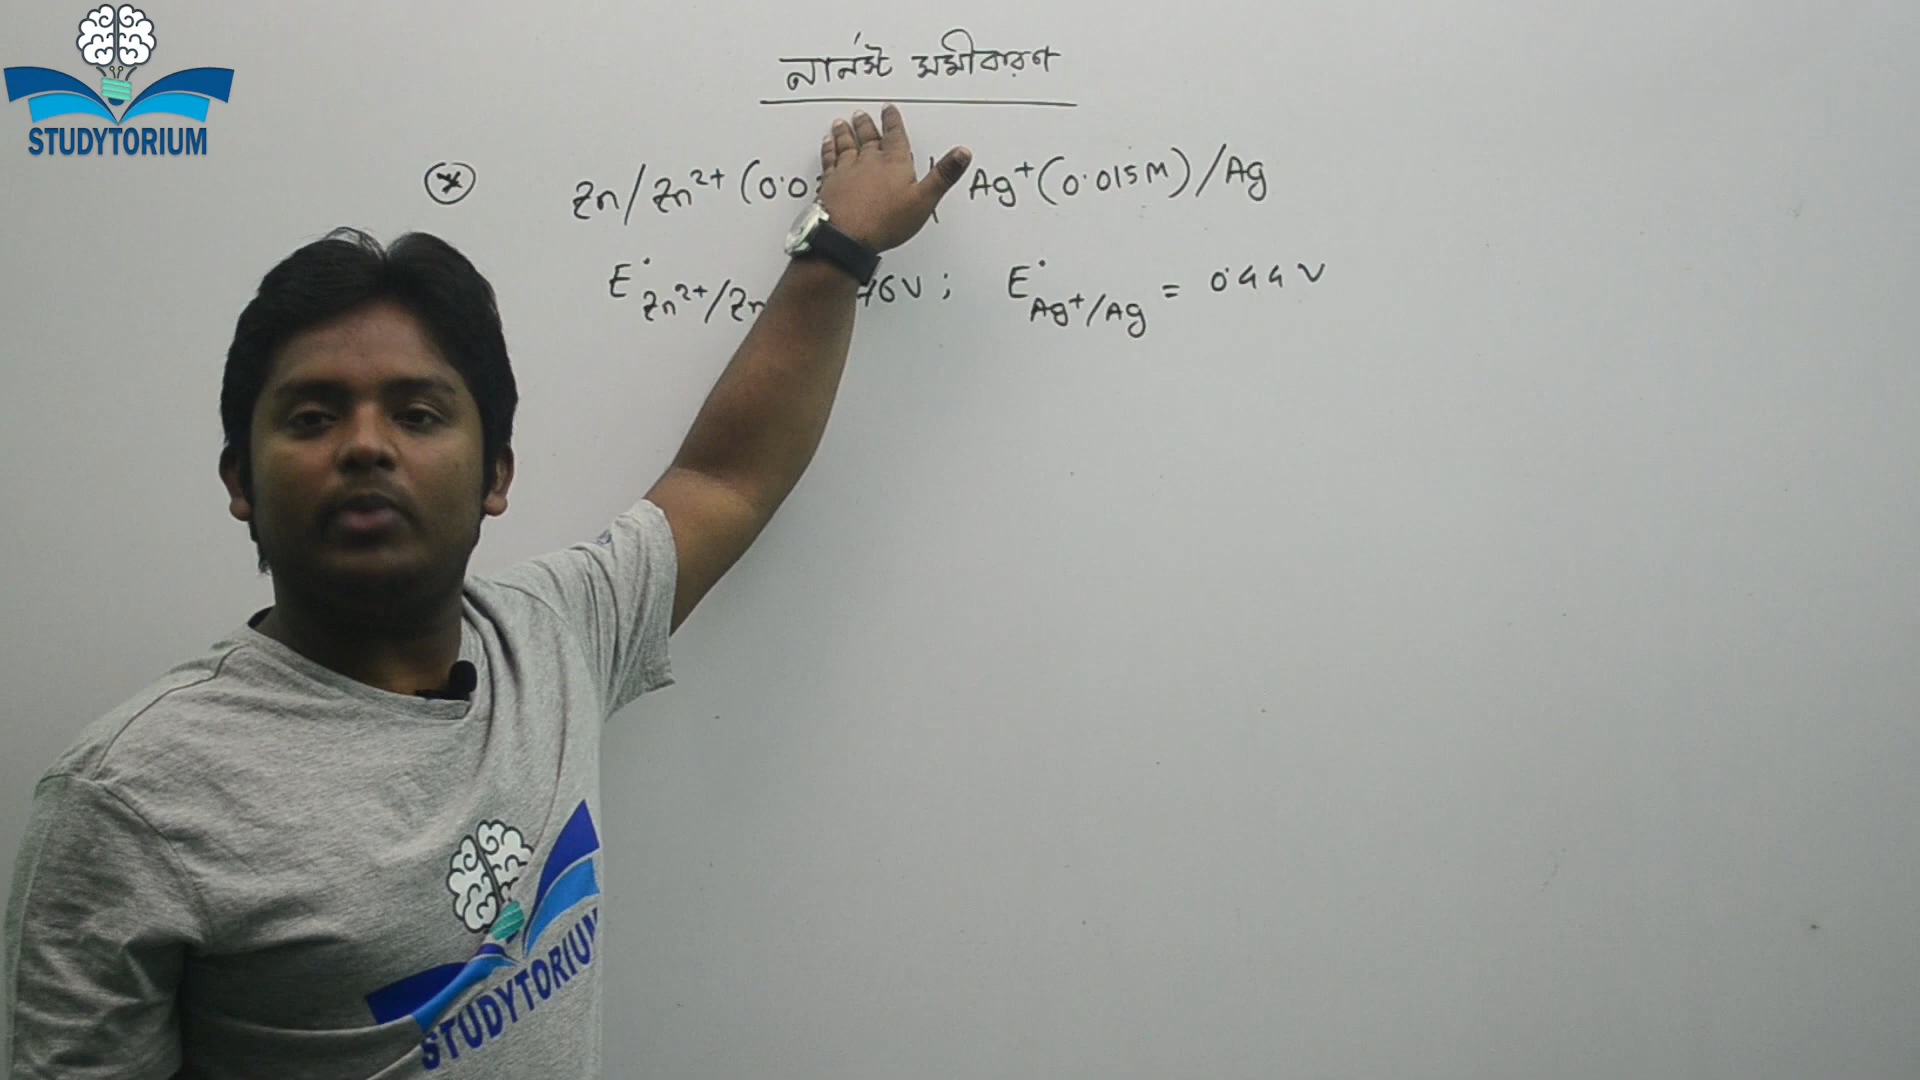 STUDYTORIUM
নার্নস্ট সমীকরণ
* Zn/Zn²⁺ (0.0 Ag⁺(0.015M)/Ag
E° Zn²⁺/Zn 76V ; E° Ag⁺/Ag = 0.44 V
STUDYTORIUM